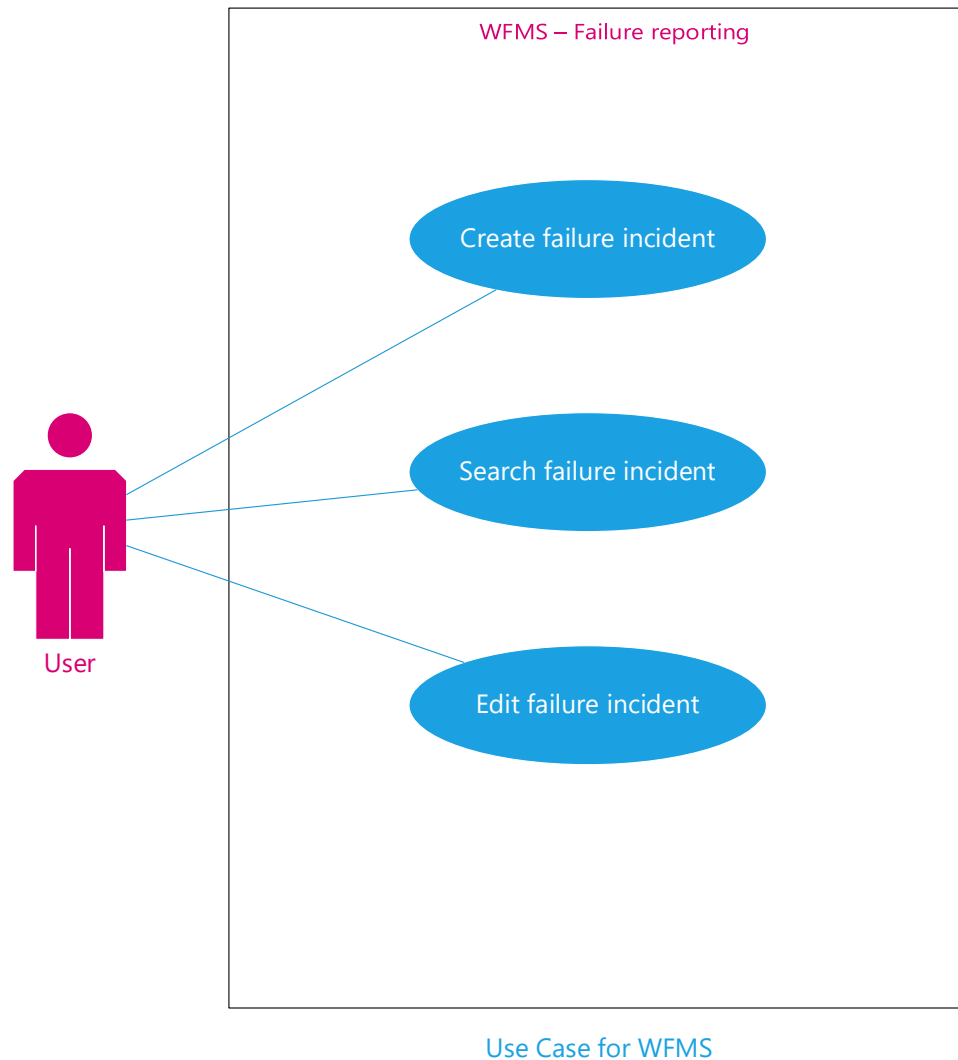 WFMS – Failure reporting
Create failure incident
Search failure incident
Edit failure incident
User
Use Case for WFMS